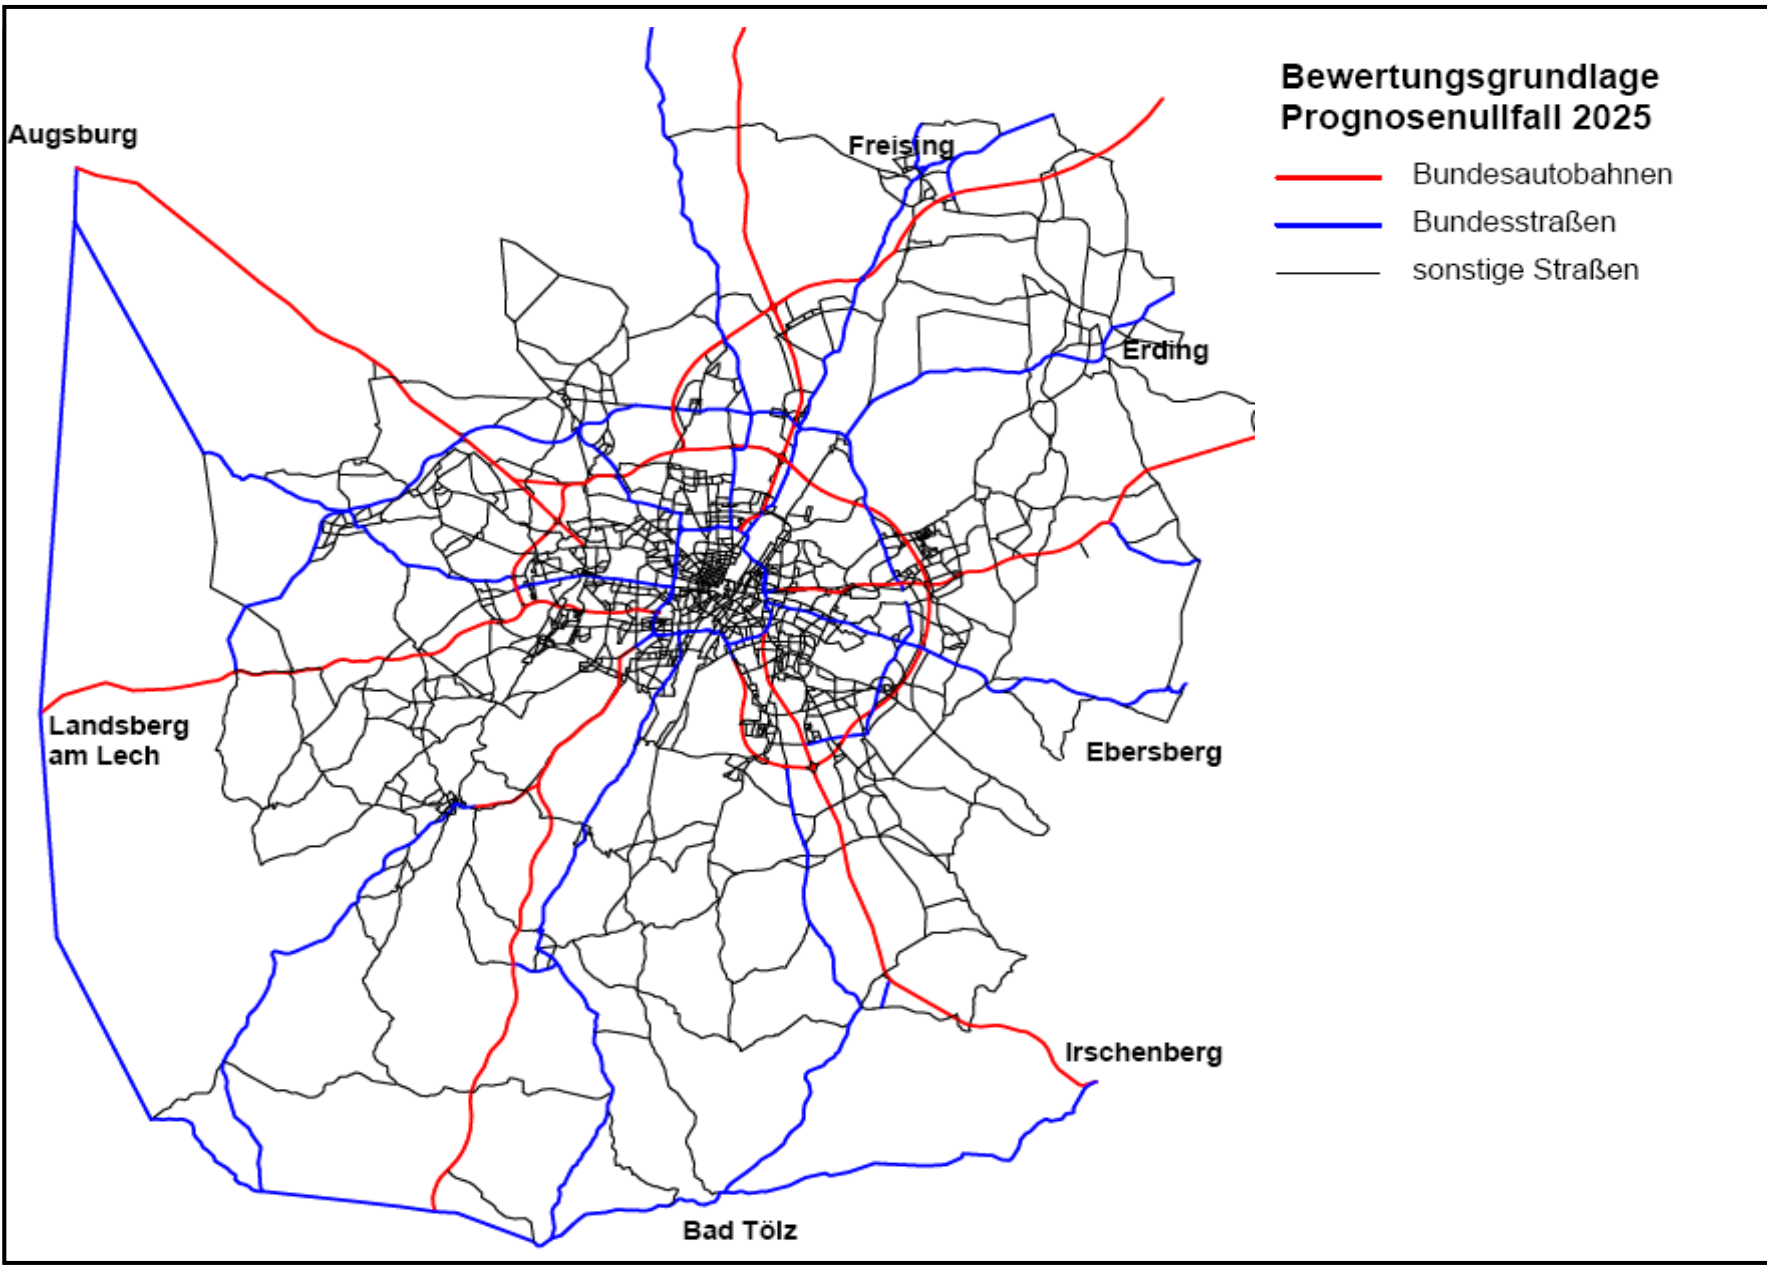 Bewertungsgrundlage
Prognosenullfall 2025
Bundesautobahnen
Bundesstraßen
sonstige Straßen
Augsburg
Freising
Erding
Landsberg
am Lech
Ebersberg
Irschenberg
Bad Tölz